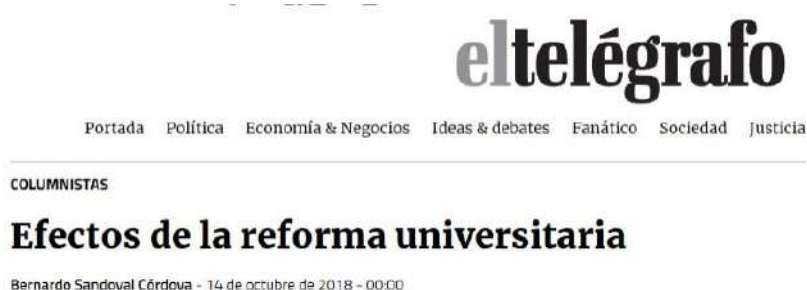 eltelégrafo
Portada Política Economía & Negocios Ideas & debates Fanático Sociedad Justicia
COLUMNISTAS
Efectos de la reforma universitaria
Bernardo Sandoval Córdova - 14 de octubre de 2018 - 00:00